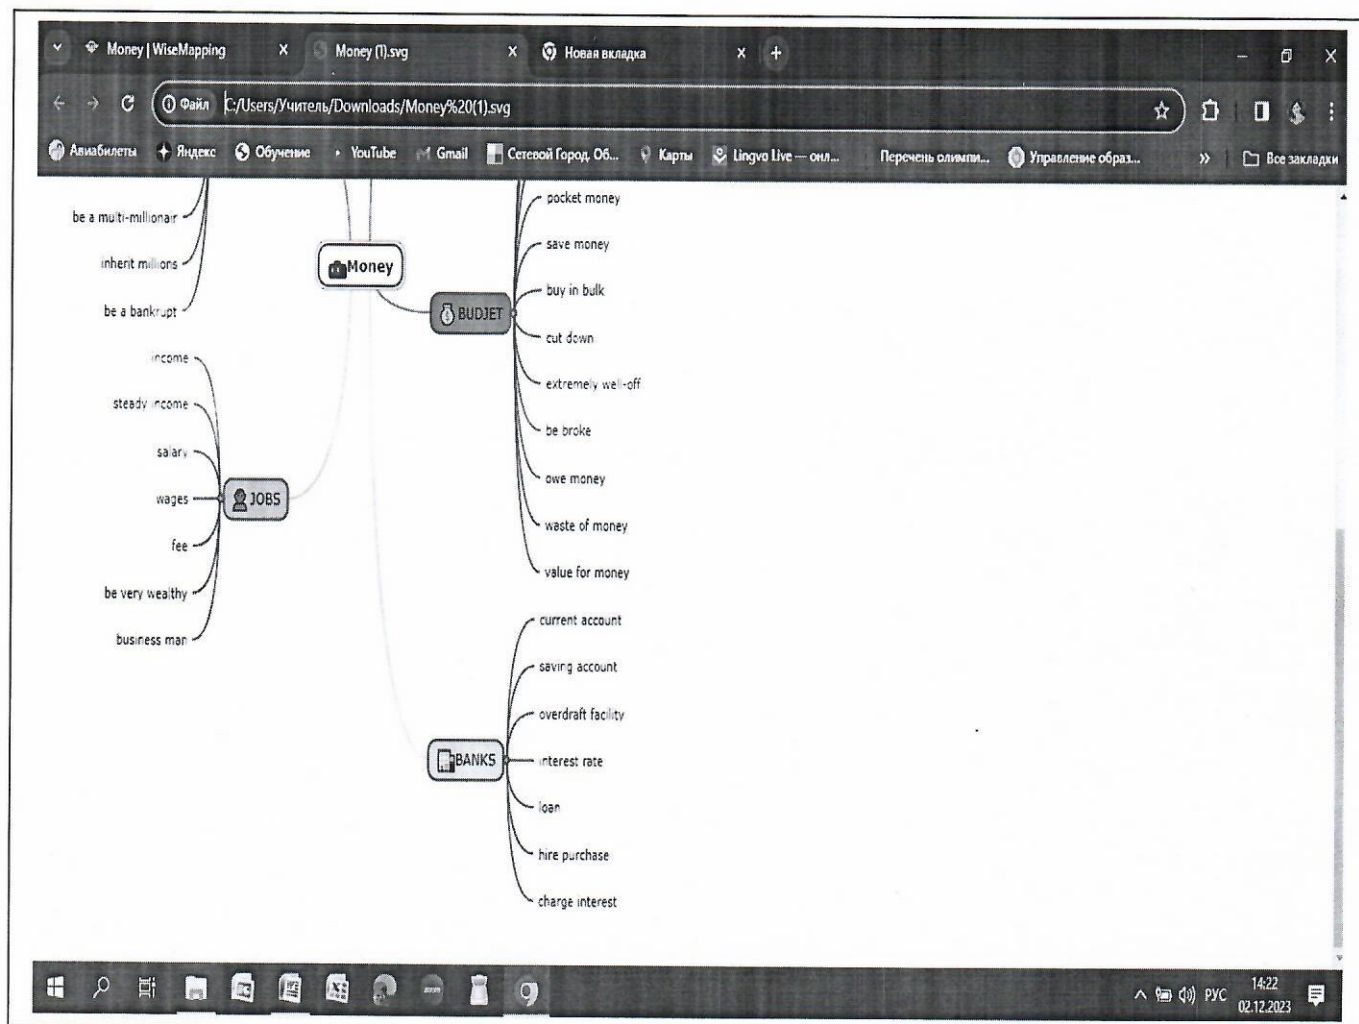 Money | WiseMapping
Money (1).svg
Новая вкладка
Файл C:/Users/Учитель/Downloads/Money%20(1).svg
Авиабилеты Яндекс Обучение YouTube Gmail Сетевой Город. Об... Карты Lingvo Live — онл... Перечень олимпи... Управление образ... » Все закладки
be a multi-millionair
inherit millions
be a bankrupt
Money
BUDJET
pocket money
save money
buy in bulk
cut down
extremely well-off
be broke
owe money
waste of money
value for money
income
steady income
salary
wages
fee
be very wealthy
business man
JOBS
BANKS
current account
saving account
overdraft facility
interest rate
loan
hire purchase
charge interest
РУС
14:22
02.12.2023